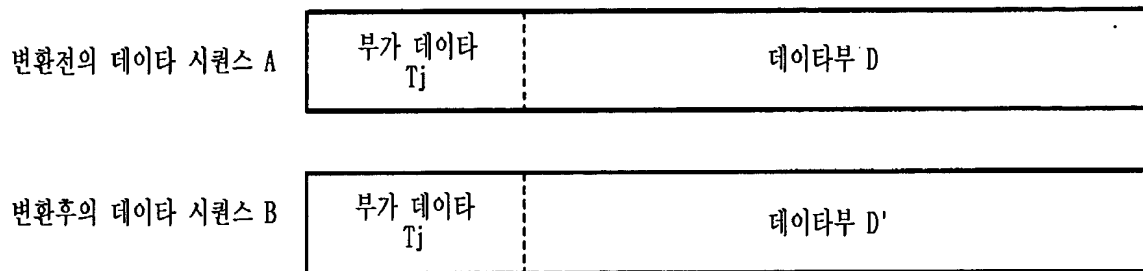 변환전의 데이타 시퀀스 A
부가 데이타
Tj
데이타부 D
변환후의 데이타 시퀀스 B
부가 데이타
Tj
데이타부 D'